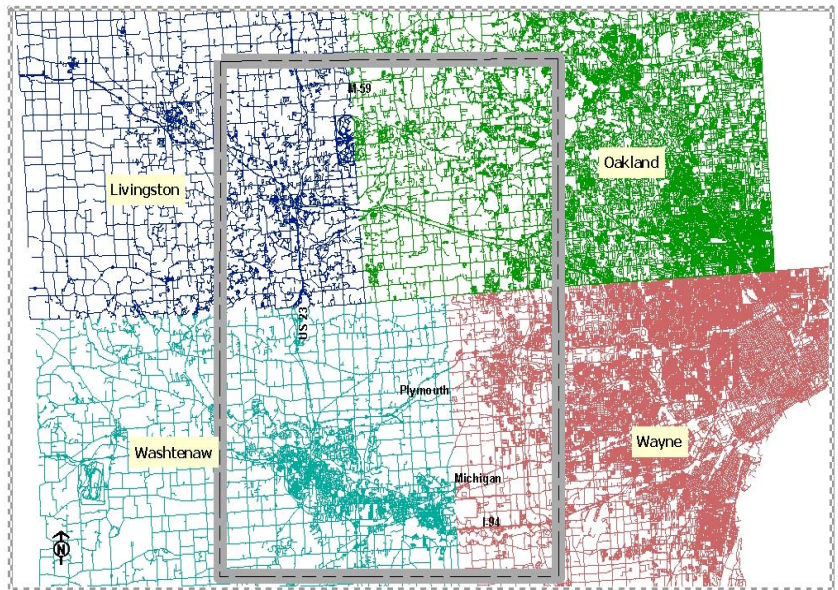 M-59
Oakland
Livingston
US 23
Plymouth
Wayne
Washtenaw
Michigan
I-94
N